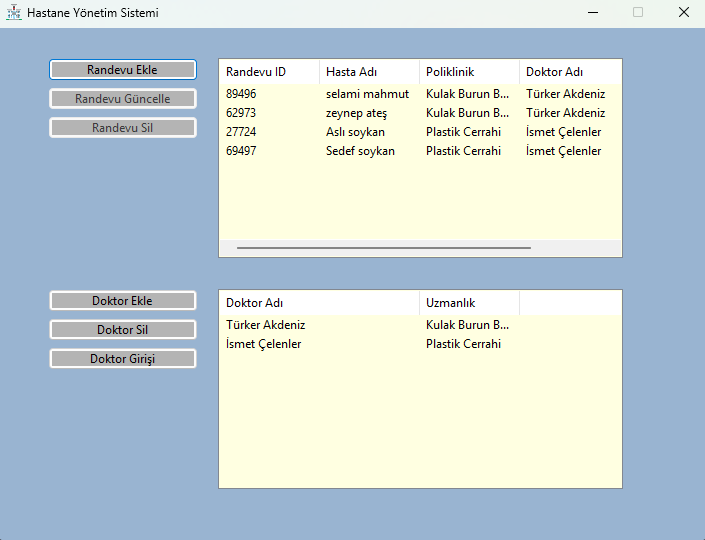 Hastane Yönetim Sistemi
Randevu Ekle
Randevu Güncelle
Randevu Sil
Randevu ID Hasta Adı Poliklinik Doktor Adı
89496 selami mahmut Kulak Burun B... Türker Akdeniz
62973 zeynep ateş Kulak Burun B... Türker Akdeniz
27724 Aslı soykan Plastik Cerrahi İsmet Çelenler
69497 Sedef soykan Plastik Cerrahi İsmet Çelenler
Doktor Ekle
Doktor Sil
Doktor Girişi
Doktor Adı Uzmanlık
Türker Akdeniz Kulak Burun B...
İsmet Çelenler Plastik Cerrahi